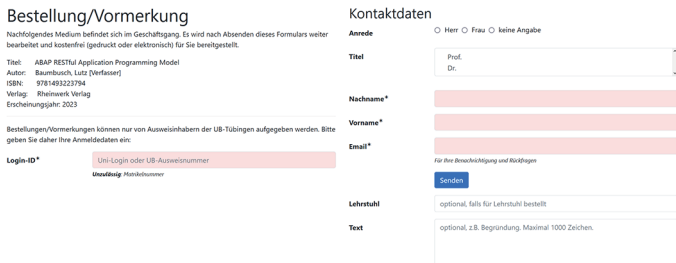 Bestellung/Vormerkung
Nachfolgendes Medium befindet sich im Geschäftsgang. Es wird nach Absenden dieses Formulars weiter
bearbeitet und kostenfrei (gedruckt oder elektronisch) für Sie bereitgestellt.
Titel: ABAP RESTful Application Programming Model
Autor: Baumbusch, Lutz [Verfasser]
ISBN: 9781493223794
Verlag: Rheinwerk Verlag
Erscheinungsjahr: 2023
Bestellungen/Vormerkungen können nur von Ausweisinhabern der UB-Tübingen aufgegeben werden. Bitte
geben Sie daher Ihre Anmeldedaten ein:
Login-ID* Uni-Login oder UB-Ausweisnummer
Unzulässig: Matrikelnummer
Kontaktdaten
Anrede Herr Frau keine Angabe
Titel Prof.
Dr.
Nachname*
Vorname*
Email*
Für Ihre Benachrichtigung und Rückfragen
Senden
Lehrstuhl optional, falls für Lehrstuhl bestellt
Text optional, z.B. Begründung. Maximal 1000 Zeichen.